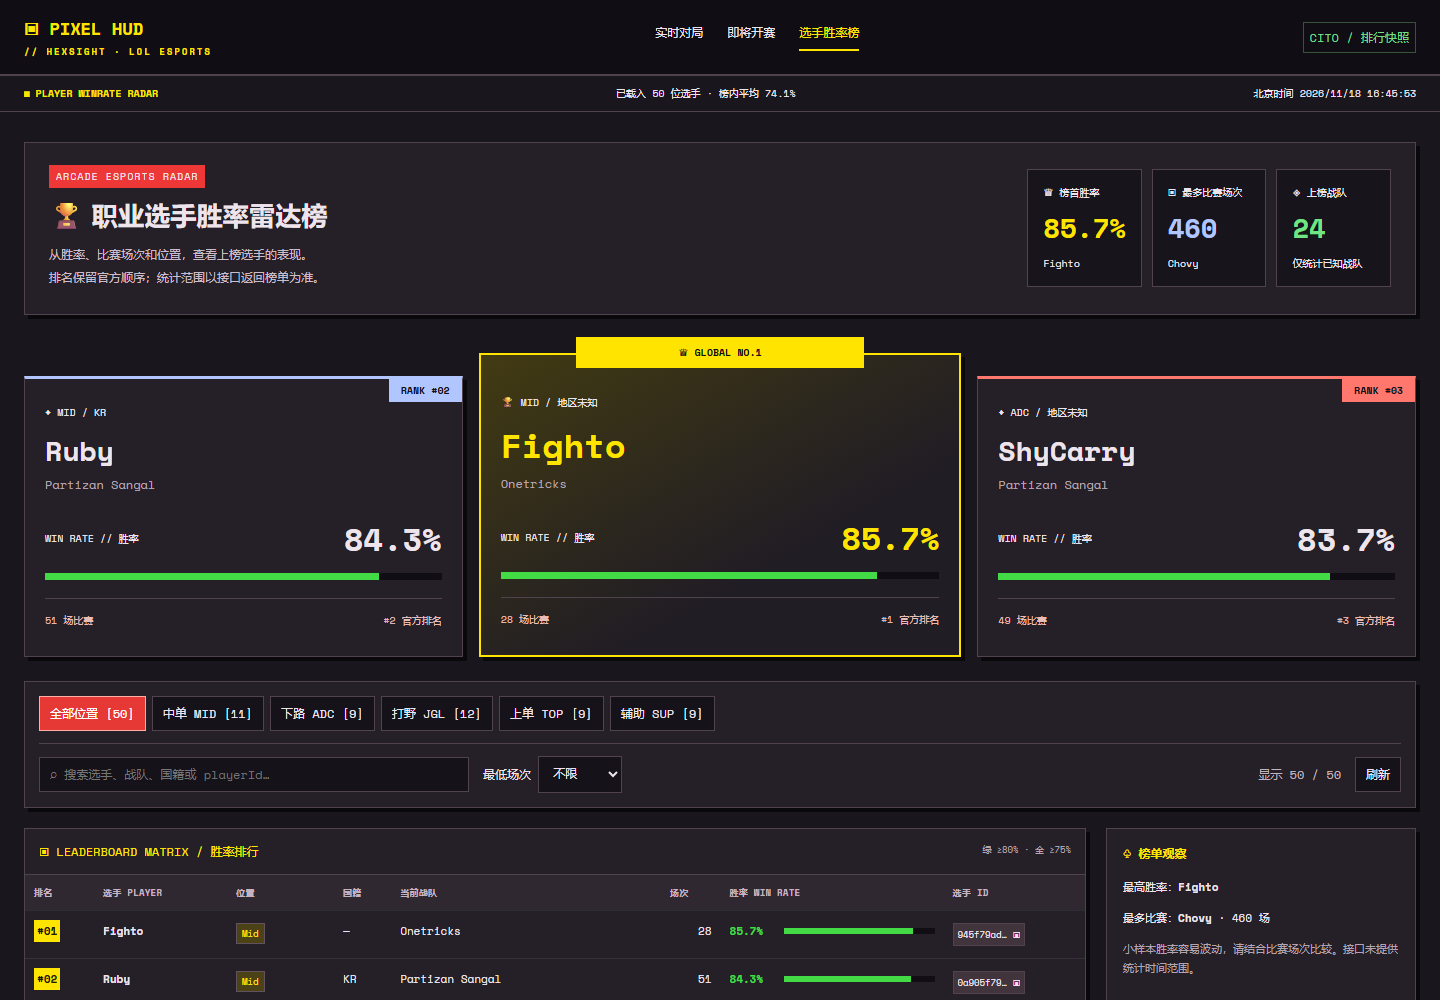 ▣ PIXEL HUD
// HEXSIGHT · LOL ESPORTS
实时对局 即将开赛 选手胜率榜
CITO / 排行快照
■ PLAYER WINRATE RADAR
已载入 50 位选手 · 榜内平均 74.1%
北京时间 2026/11/18 16:45:53
ARCADE ESPORTS RADAR
🏆 职业选手胜率雷达榜
从胜率、比赛场次和位置，查看上榜选手的表现。
排名保留官方顺序；统计范围以接口返回榜单为准。
♛ 榜首胜率
85.7%
Fighto
▣ 最多比赛场次
460
Chovy
◈ 上榜战队
24
仅统计已知战队
RANK #02
✦ MID / KR
Ruby
Partizan Sangal
WIN RATE // 胜率 84.3%
51 场比赛 #2 官方排名
♛ GLOBAL NO.1
🏆 MID / 地区未知
Fighto
Onetricks
WIN RATE // 胜率 85.7%
28 场比赛 #1 官方排名
RANK #03
✦ ADC / 地区未知
ShyCarry
Partizan Sangal
WIN RATE // 胜率 83.7%
49 场比赛 #3 官方排名
全部位置 [50] 中单 MID [11] 下路 ADC [9] 打野 JGL [12] 上单 TOP [9] 辅助 SUP [9]
⌕ 搜索选手、战队、国籍或 playerId…
最低场次 不限
显示 50 / 50 刷新
▣ LEADERBOARD MATRIX / 胜率排行
绿 ≥80% · 金 ≥75%
排名 选手 PLAYER 位置 国籍 当前战队 场次 胜率 WIN RATE 选手 ID
#01 Fighto Mid — Onetricks 28 85.7% 945f79ad… ▣
#02 Ruby Mid KR Partizan Sangal 51 84.3% 0a905f79… ▣
♧ 榜单观察
最高胜率: Fighto
最多比赛: Chovy · 460 场
小样本胜率容易波动，请结合比赛场次比较。接口未提供
统计时间范围。